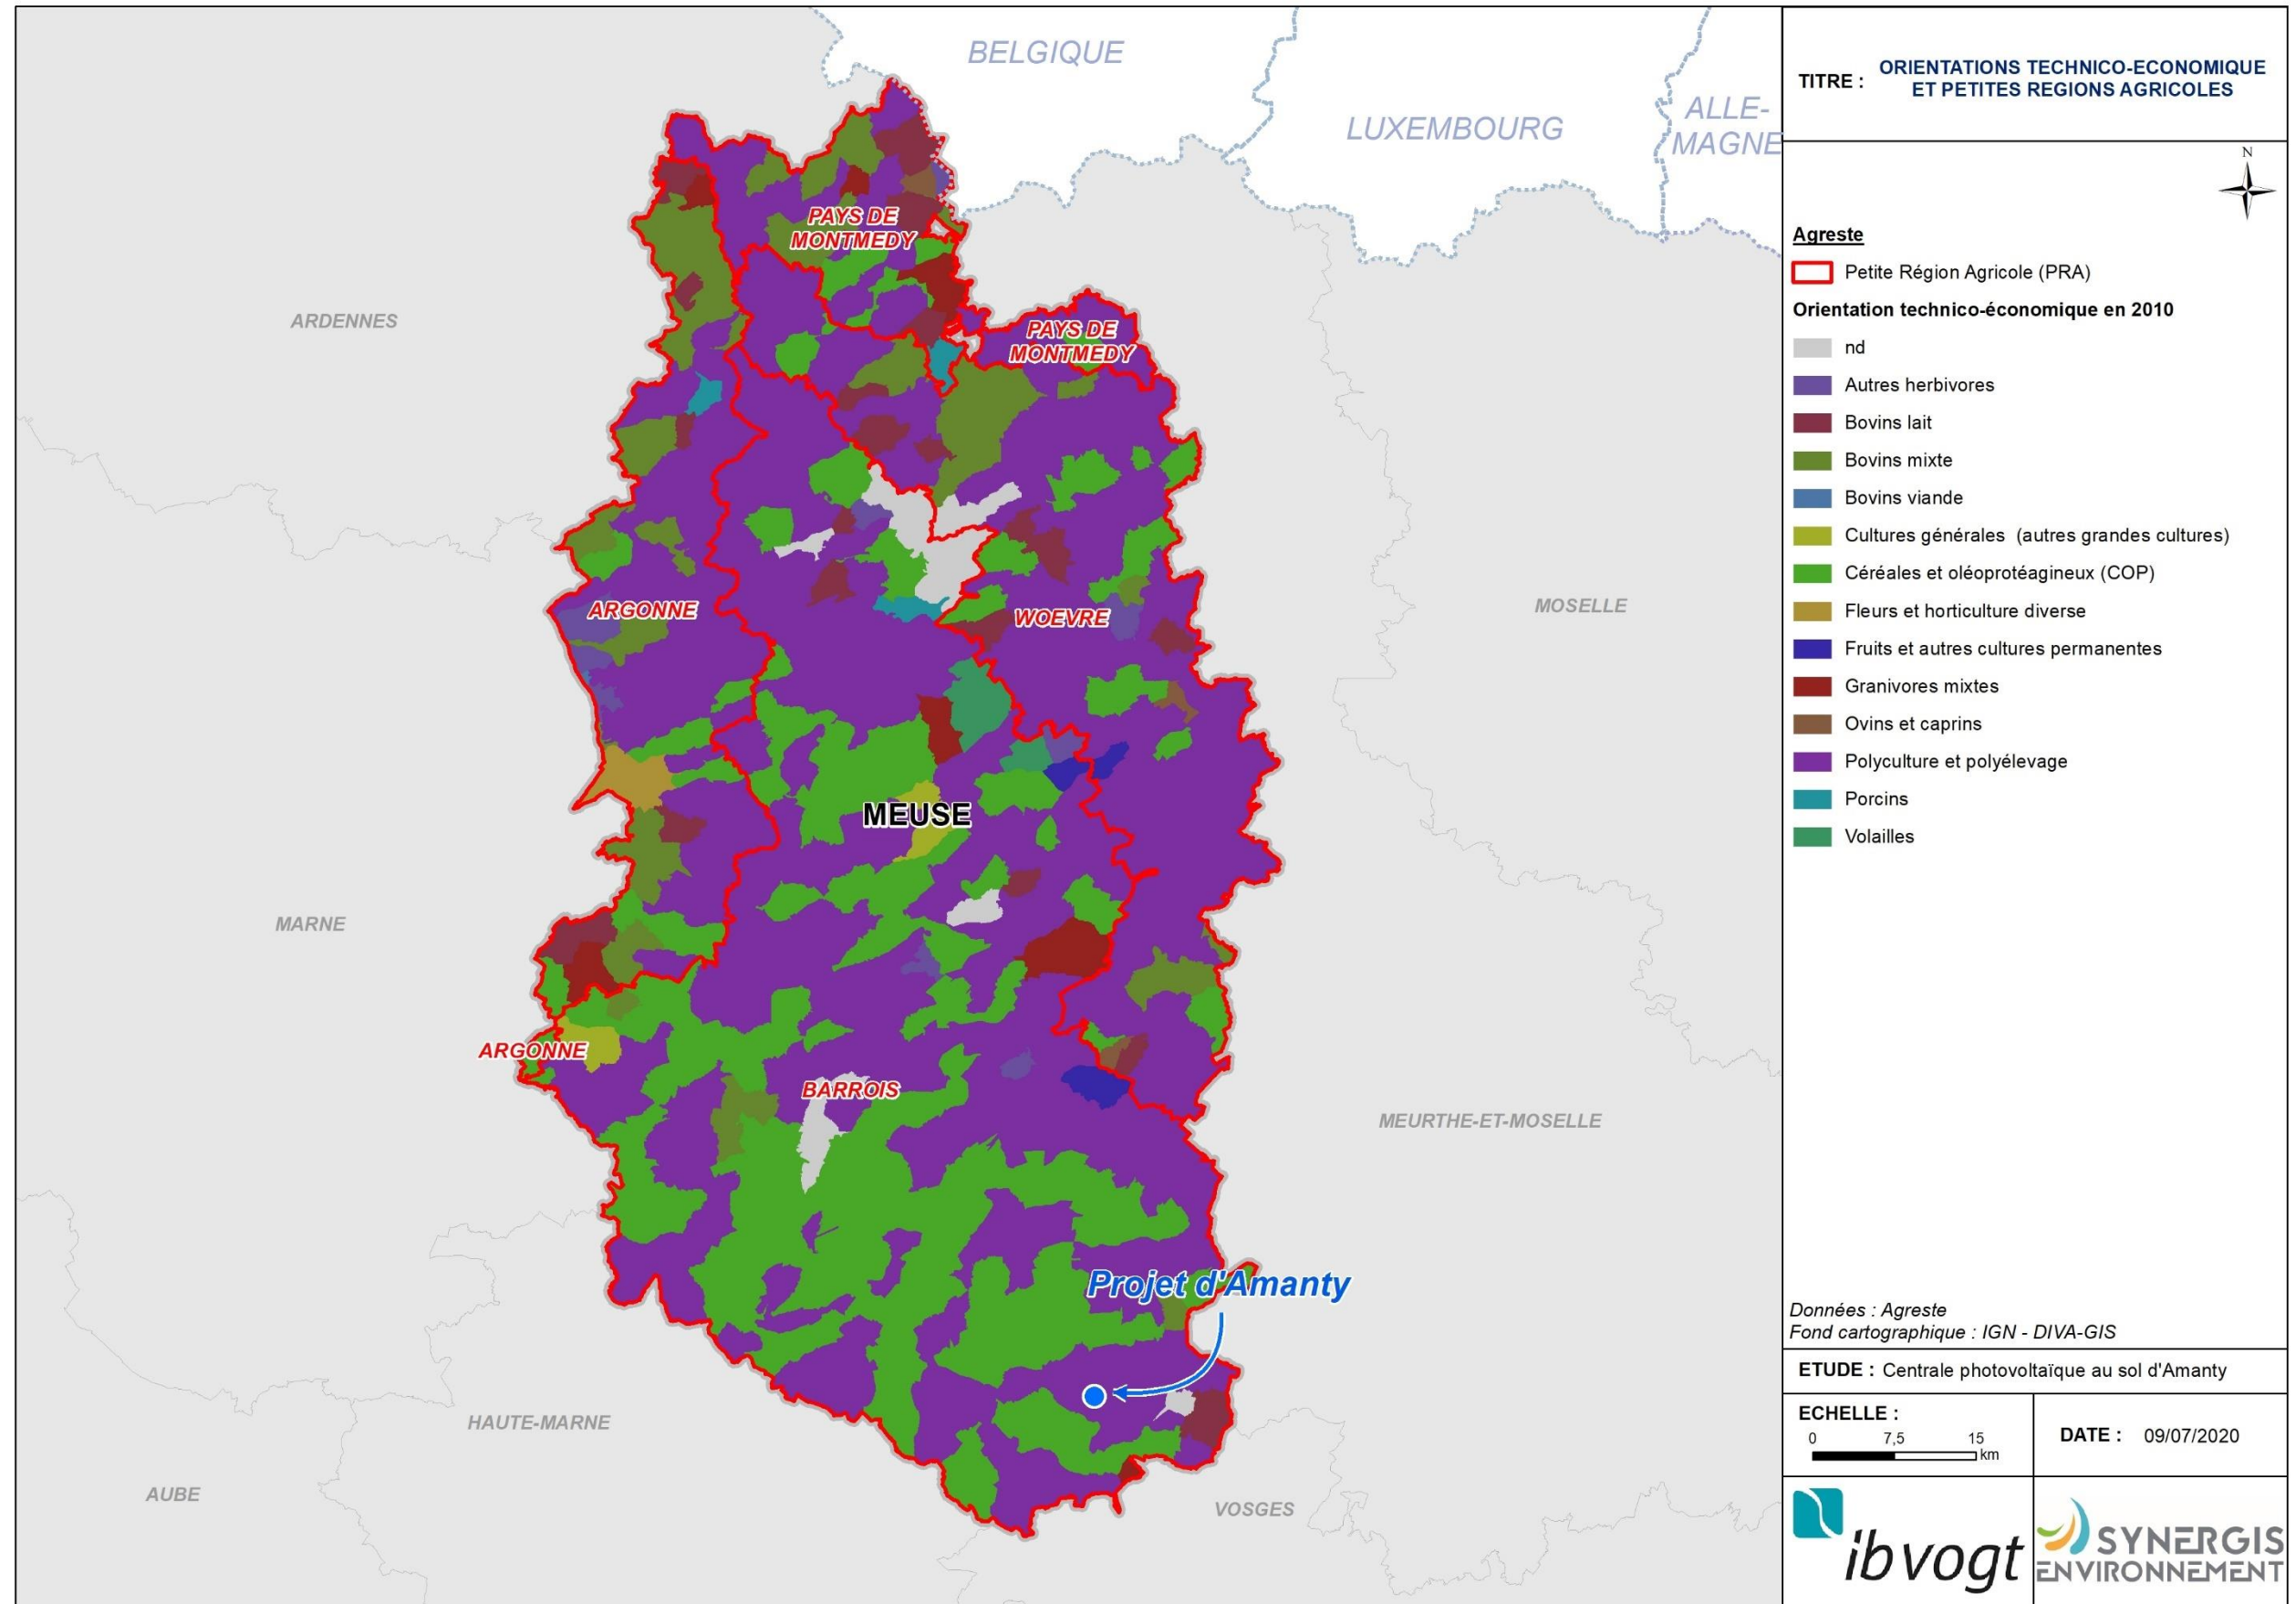 BELGIQUE
LUXEMBOURG
ALLE-
MAGNE
PAYS DE
MONTMEDY
ARDENNES
PAYS DE
MONTMEDY
ARGONNE
WOEVRE
MOSELLE
MEUSE
MARNE
ARGONNE
BARROIS
MEURTHE-ET-MOSELLE
Projet d'Amanty
HAUTE-MARNE
AUBE
VOSGES
TITRE : ORIENTATIONS TECHNICO-ECONOMIQUE
ET PETITES REGIONS AGRICOLES
N
Agreste
Petite Région Agricole (PRA)
Orientation technico-économique en 2010
nd
Autres herbivores
Bovins lait
Bovins mixte
Bovins viande
Cultures générales (autres grandes cultures)
Céréales et oléoprotéagineux (COP)
Fleurs et horticulture diverse
Fruits et autres cultures permanentes
Granivores mixtes
Ovins et caprins
Polyculture et polyélevage
Porcins
Volailles
Données : Agreste
Fond cartographique : IGN - DIVA-GIS
ETUDE : Centrale photovoltaïque au sol d'Amanty
ECHELLE :
0 7,5 15
km
DATE : 09/07/2020
ib vogt
SYNERGIS
ENVIRONNEMENT